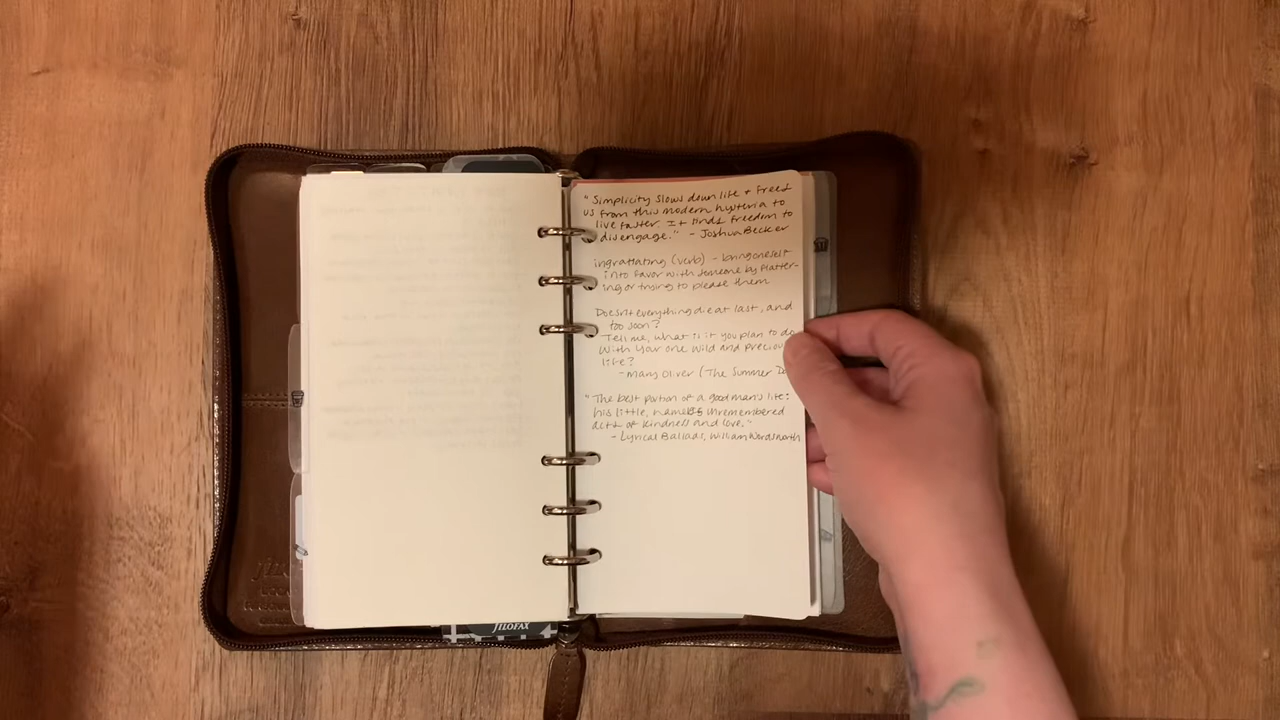 "Simplicity slows down life + frees
us from this modern hysteria to
live faster. It finds freedom to
disengage." - Joshua Becker
ingratiating (verb) - bring oneself
into favor with someone by flatter-
ing or trying to please them
Doesn't everything die at last, and
too soon?
Tell me, what is it you plan to do
with your one wild and precious
life?
- Mary Oliver (The Summer
"The best portion of a good man's life:
his little, nameless unremembered
acts of kindness and love."
- Lyrical Ballads, William Wordsworth
FILOFAX